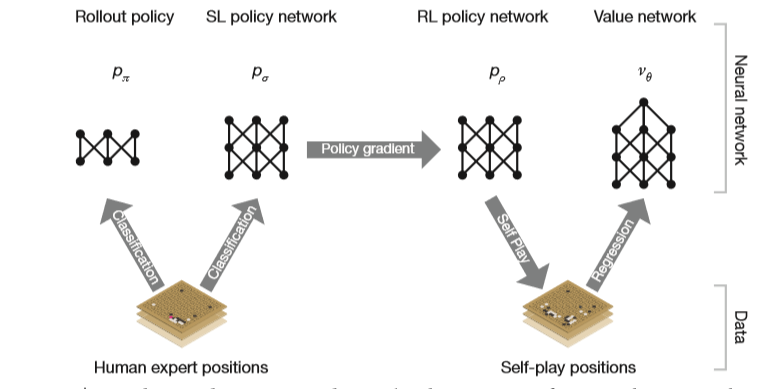 Rollout policy
SL policy network
RL policy network
Value network
pπ
pσ
pρ
νθ
Neural network
Policy gradient
Classification
Classification
Self Play
Regression
Data
Human expert positions
Self-play positions